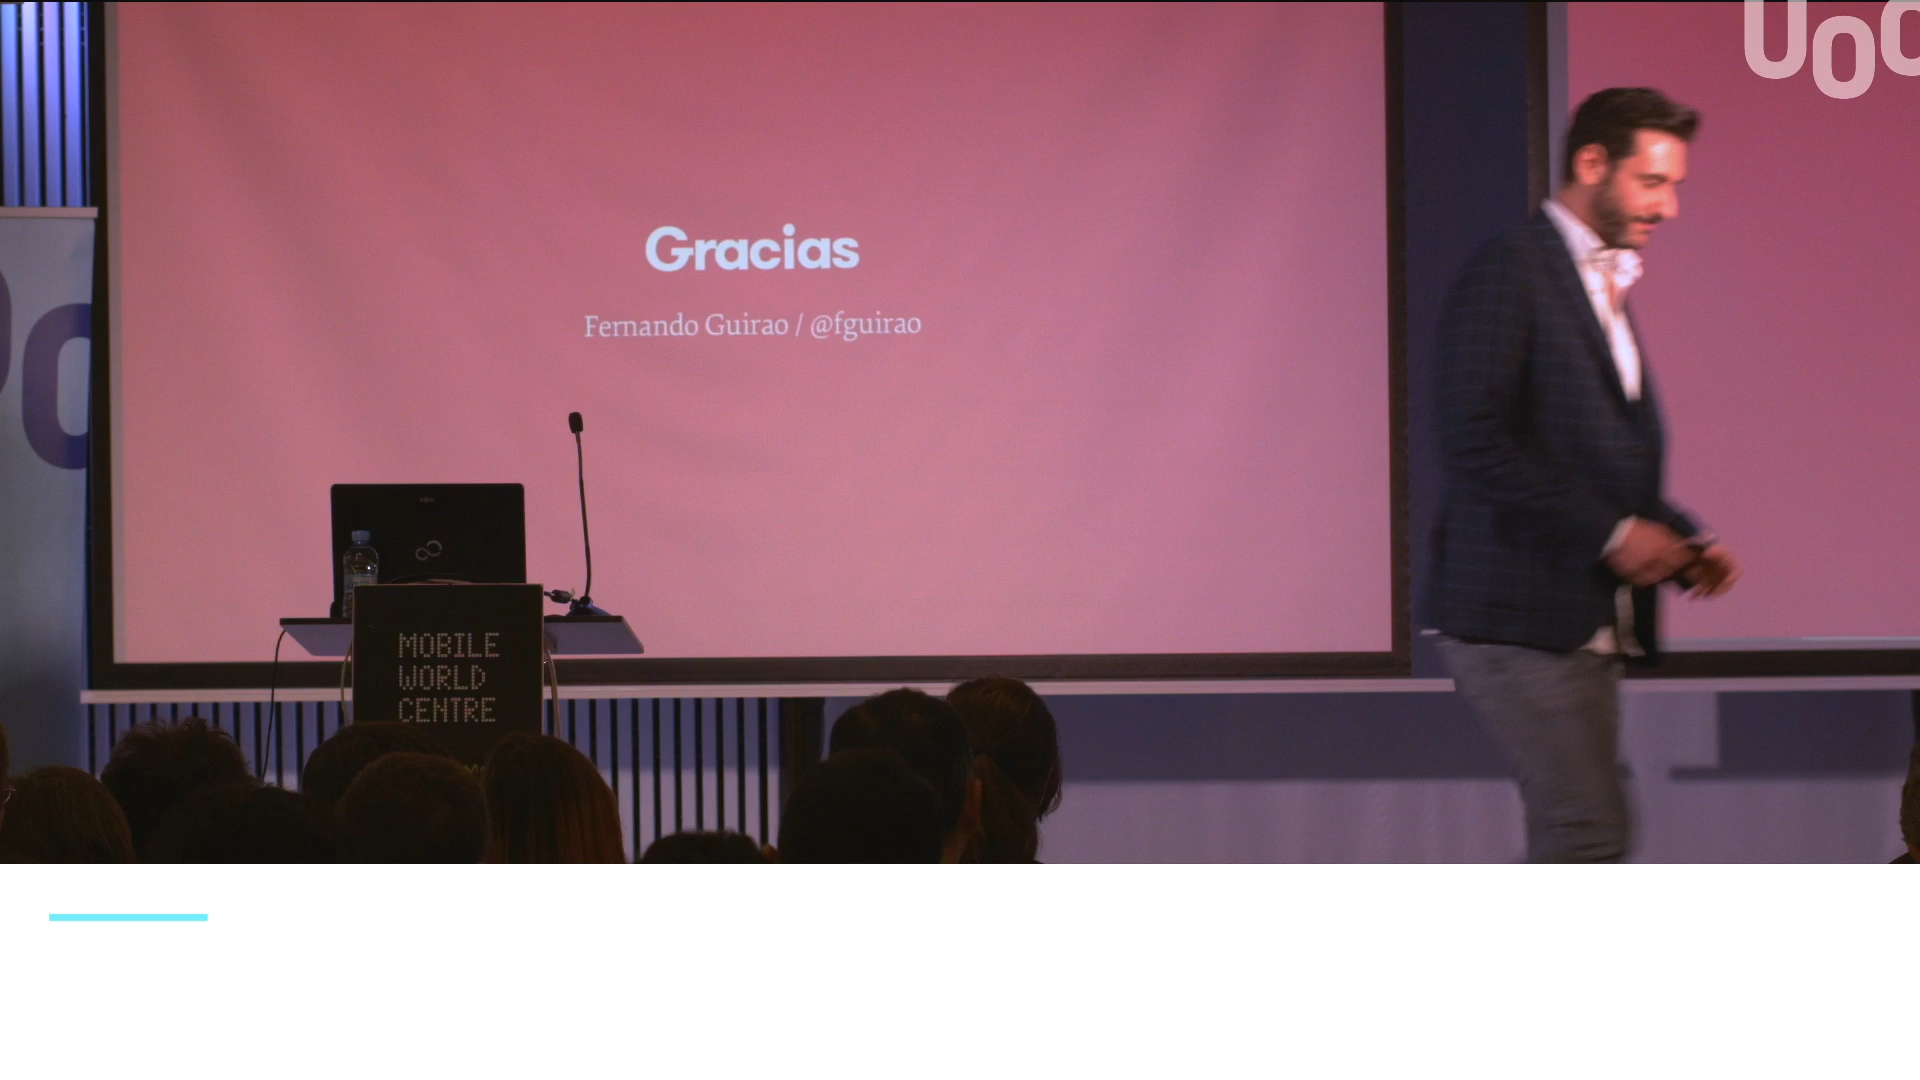 UOC
Gracias
Fernando Guirao / @fguirao
MOBILE
WORLD
CENTRE